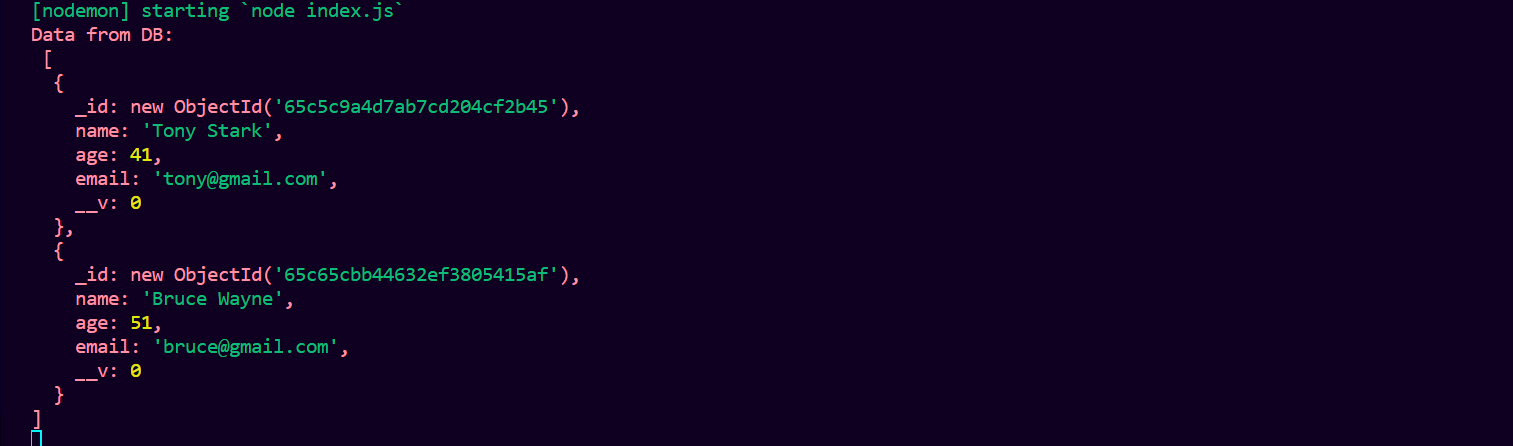 [nodemon] starting `node index.js`
Data from DB:
[
{
_id: new ObjectId('65c5c9a4d7ab7cd204cf2b45'),
name: 'Tony Stark',
age: 41,
email: 'tony@gmail.com',
__v: 0
},
{
_id: new ObjectId('65c65cbb44632ef3805415af'),
name: 'Bruce Wayne',
age: 51,
email: 'bruce@gmail.com',
__v: 0
}
]